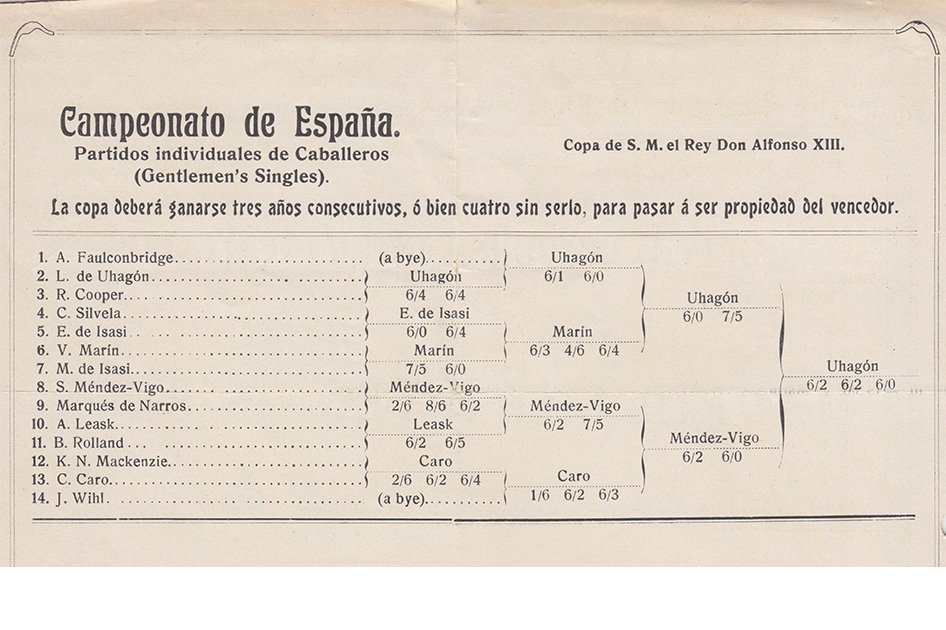 Campeonato de España.
Partidos individuales de Caballeros
(Gentlemen's Singles).
Copa de S. M. el Rey Don Alfonso XIII.
La copa deberá ganarse tres años consecutivos, ó bien cuatro sin serlo, para pasar á ser propiedad del vencedor.
1. A. Faulconbridge
2. L. de Uhagón
3. R. Cooper
4. C. Silvela
5. E. de Isasi
6. V. Marín
7. M. de Isasi
8. S. Méndez-Vigo
9. Marqués de Narros
10. A. Leask
11. B. Rolland
12. K. N. Mackenzie
13. C. Caro
14. J. Wihl
(a bye)
Uhagón
6/4 6/4
E. de Isasi
6/0 6/4
Marín
7/5 6/0
Méndez-Vigo
2/6 8/6 6/2
Leask
6/2 6/5
Caro
2/6 6/2 6/4
(a bye)
Uhagón
6/1 6/0
Marín
6/3 4/6 6/4
Méndez-Vigo
6/2 7/5
Caro
1/6 6/2 6/3
Uhagón
6/0 7/5
Méndez-Vigo
6/2 6/0
Uhagón
6/2 6/2 6/0